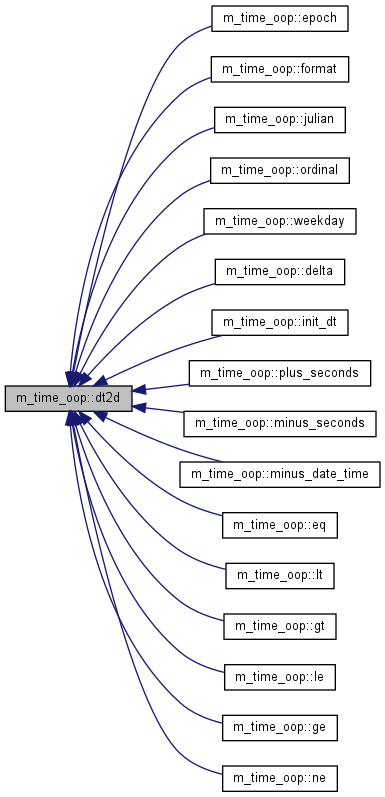 m_time_oop::epoch
m_time_oop::format
m_time_oop::julian
m_time_oop::ordinal
m_time_oop::weekday
m_time_oop::delta
m_time_oop::init_dt
m_time_oop::plus_seconds
m_time_oop::dt2d
m_time_oop::minus_seconds
m_time_oop::minus_date_time
m_time_oop::eq
m_time_oop::lt
m_time_oop::gt
m_time_oop::le
m_time_oop::ge
m_time_oop::ne